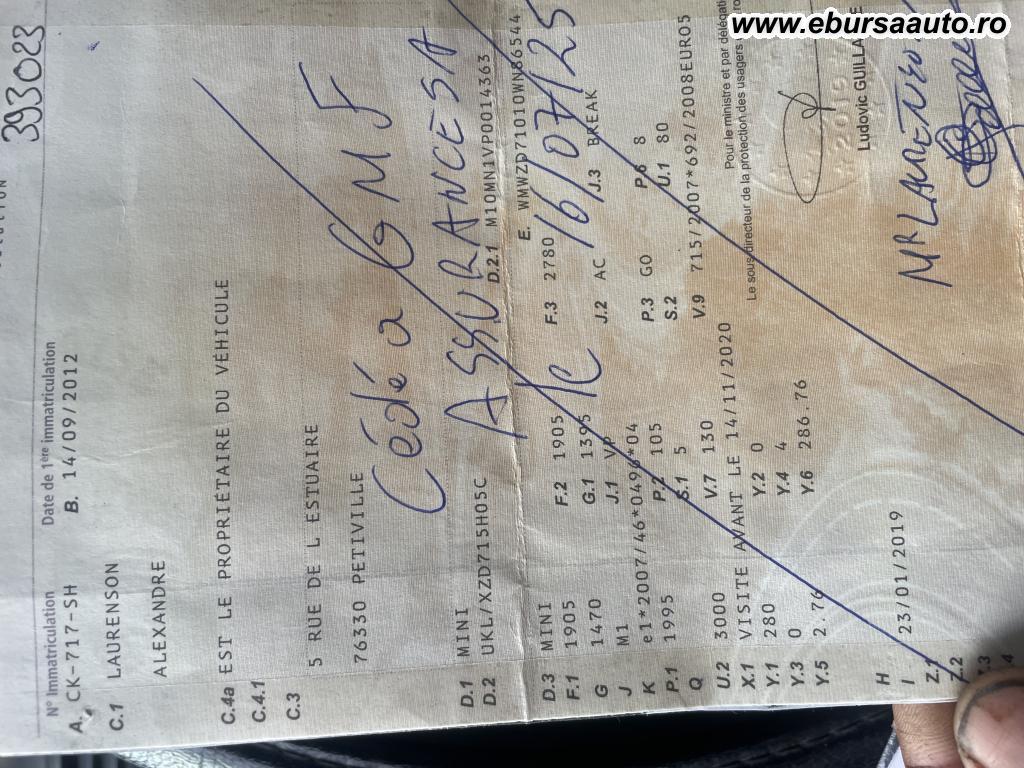 www.ebursaauto.ro
393023
N° Immatriculation Date de 1ère immatriculation
A. CK-717-SH B. 14/09/2012
C.1 LAURENSON
ALEXANDRE
C.4a EST LE PROPRIÉTAIRE DU VÉHICULE
C.4.1
C.3
5 RUE DE L ESTUAIRE
76330 PETIVILLE
Cédé a GMF
ASSURANCES SA
D.1 MINI
D.2 UKL/XZD715H05C D.2.1 M10MN1VP0014363
E. WMWZD71010WN86544
le 16/07/25
D.3 MINI
F.1 1905 F.2 1905 F.3 2780
G 1470 G.1 1395
J M1 J.1 VP J.2 AC J.3 BREAK
K e1*2007/46*0496*04
P.1 1995 P.2 105 P.3 GO P.6 8
Q S.1 5 S.2 U.1 80
U.2 3000 V.7 130 V.9 715/2007*692/2008EURO5
X.1 VISITE AVANT LE 14/11/2020
Y.1 280 Y.2 0
Y.3 0 Y.4 4
Y.5 2.76 Y.6 286.76
Pour le ministre et par délégation
Le sous directeur de la protection des usagers
Ludovic GUILLA
H
I 23/01/2019
Z.1
Z.2
MR LAURENSON